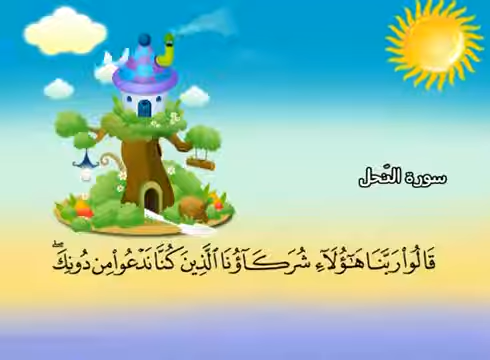 سورة النّحل
قَالُوا۟ رَبَّنَا هَـٰٓؤُلَآءِ شُرَكَآؤُنَا ٱلَّذِينَ كُنَّا نَدْعُوا۟ مِن دُونِكَ ۖ